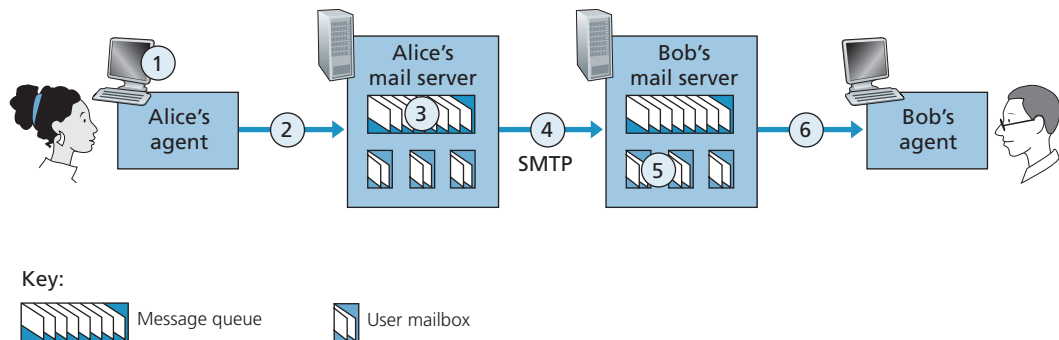 1
Alice's
agent
2
Alice's
mail server
3
4
SMTP
Bob's
mail server
5
6
Bob's
agent
Key:
Message queue
User mailbox